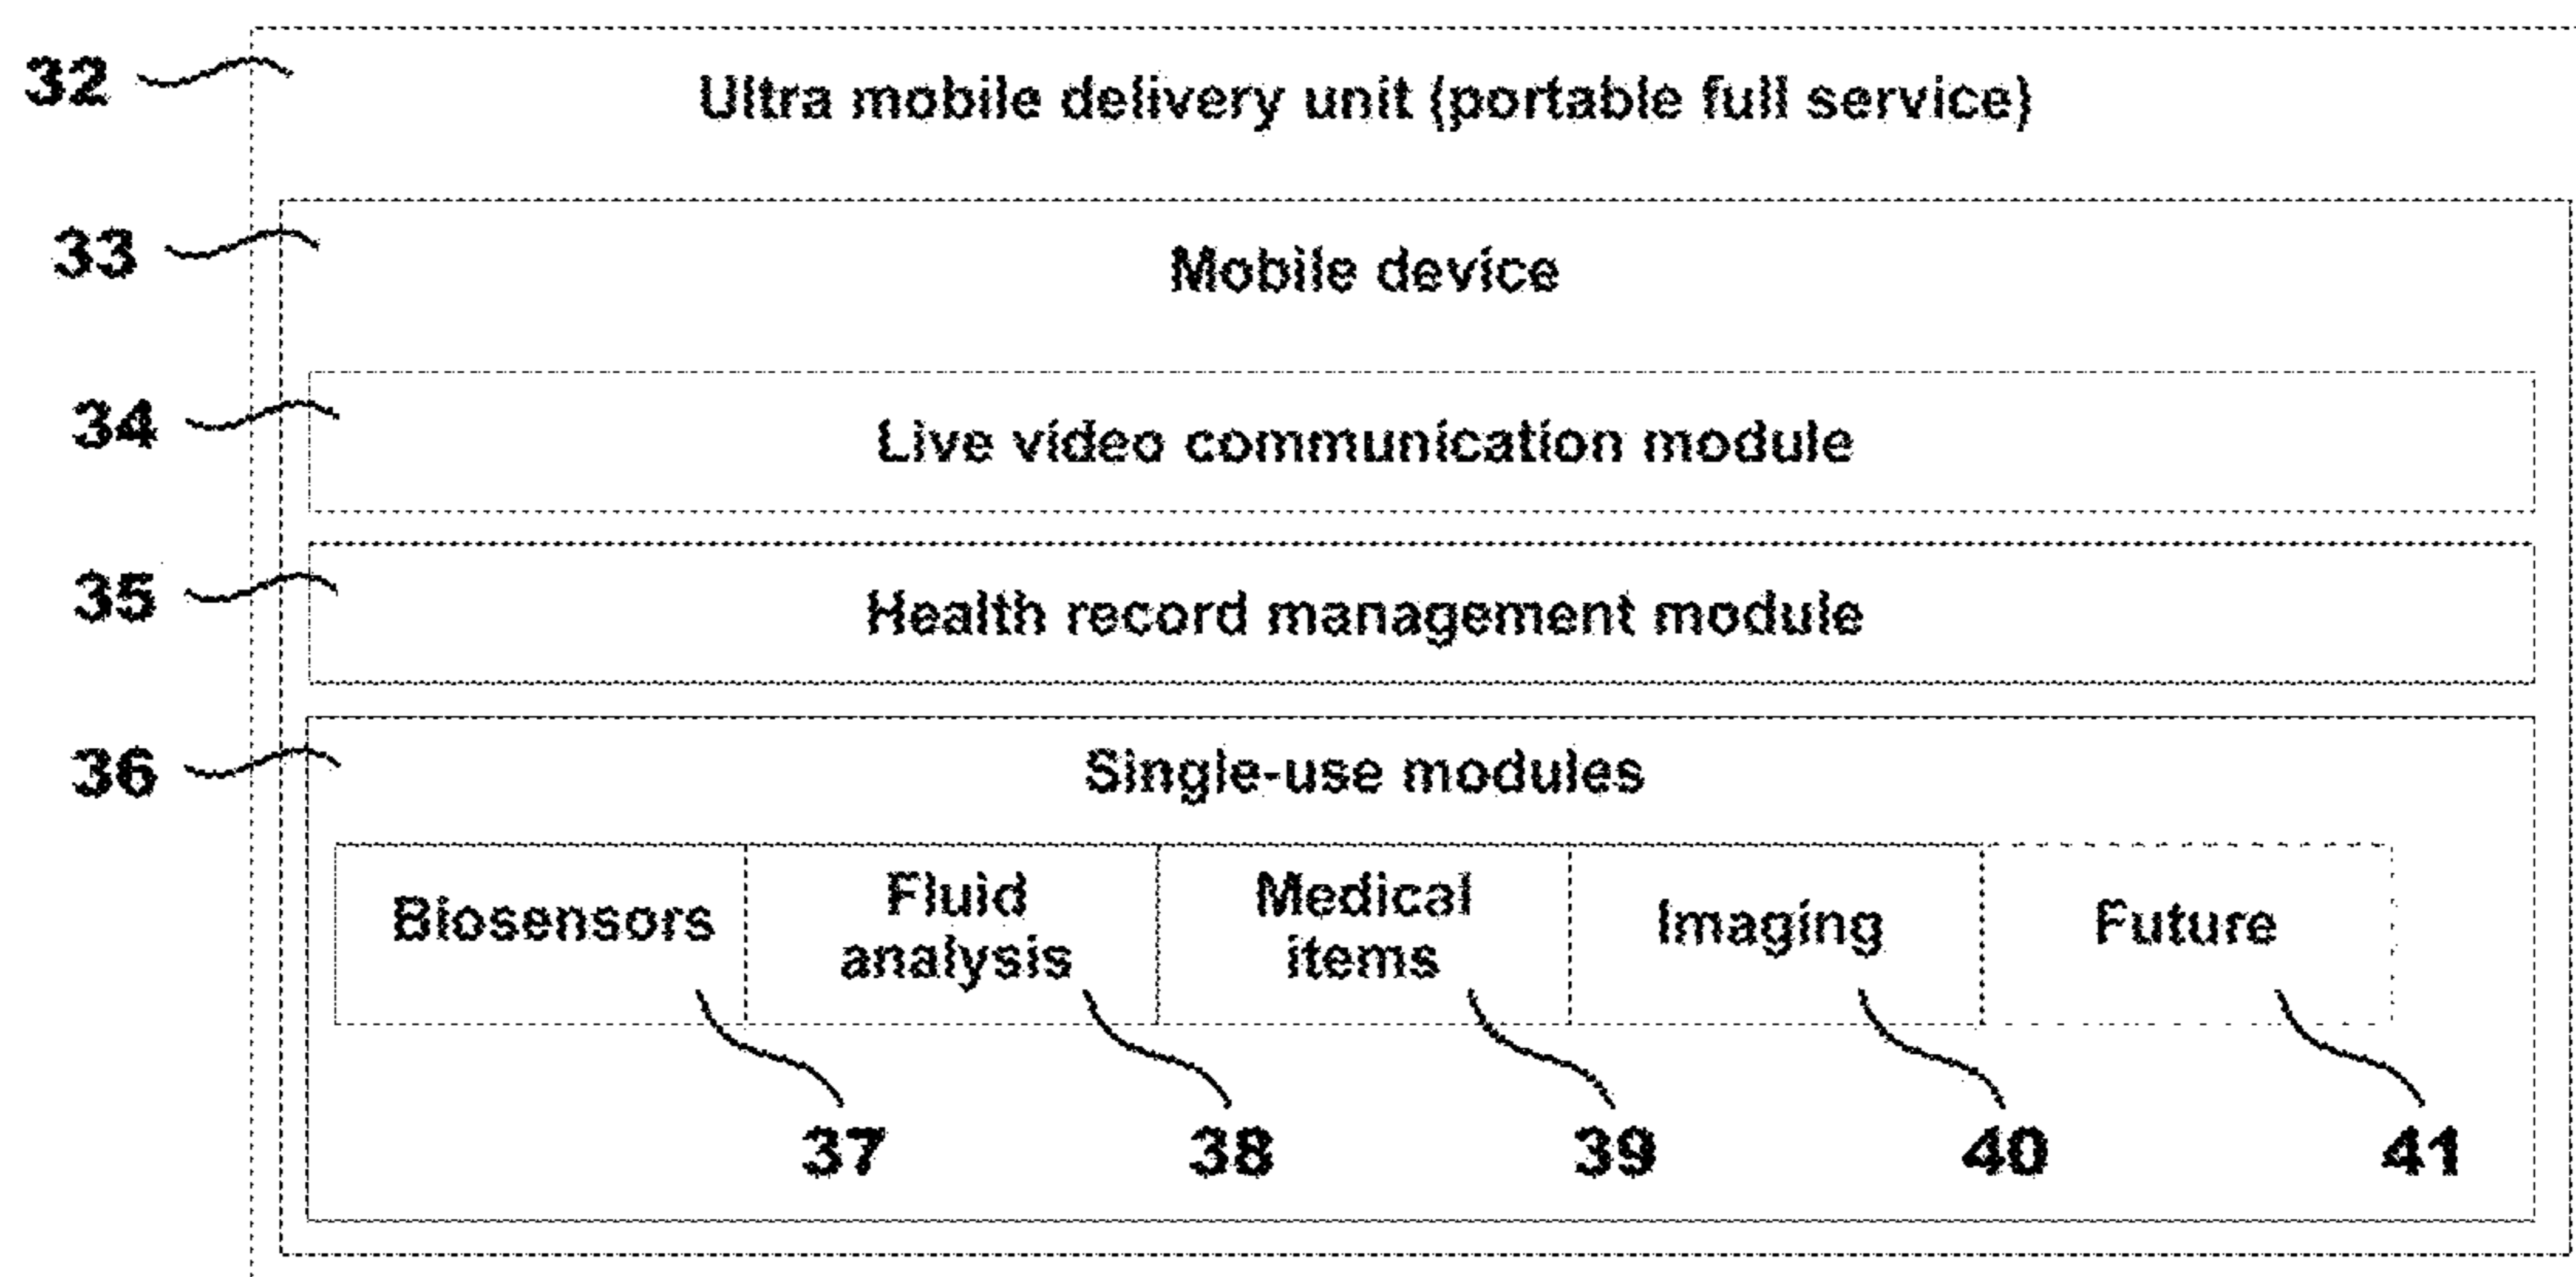 32
Ultra mobile delivery unit (portable full service)
33
Mobile device
34
Live video communication module
35
Health record management module
36
Single-use modules
Biosensors
Fluid
analysis
Medical
items
Imaging
Future
37
38
39
40
41